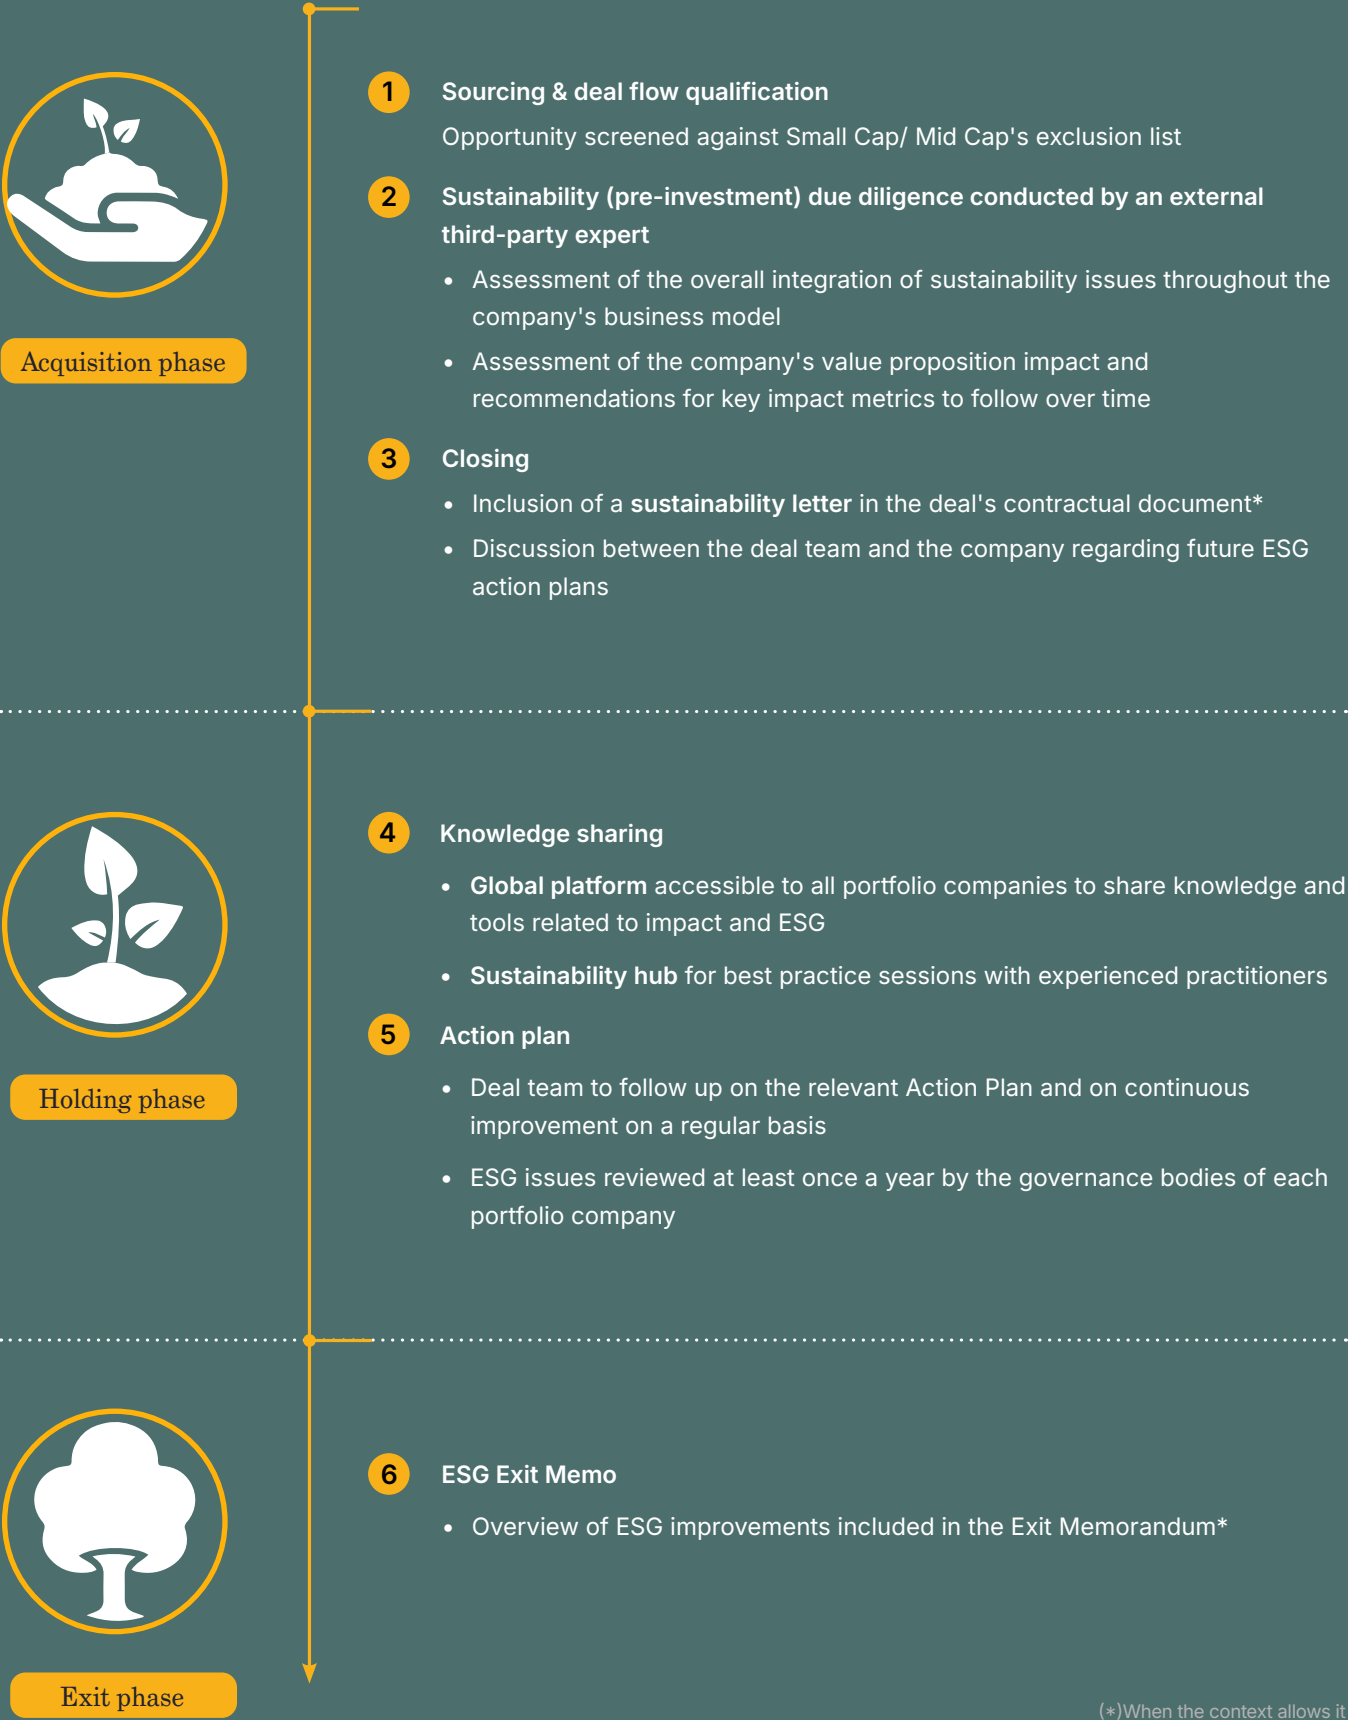 1 Sourcing & deal flow qualification
Opportunity screened against Small Cap/ Mid Cap's exclusion list
2 Sustainability (pre-investment) due diligence conducted by an external
third-party expert
• Assessment of the overall integration of sustainability issues throughout the
company's business model
• Assessment of the company's value proposition impact and
recommendations for key impact metrics to follow over time
Acquisition phase
3 Closing
• Inclusion of a sustainability letter in the deal's contractual document*
• Discussion between the deal team and the company regarding future ESG
action plans
4 Knowledge sharing
• Global platform accessible to all portfolio companies to share knowledge and
tools related to impact and ESG
• Sustainability hub for best practice sessions with experienced practitioners
5 Action plan
• Deal team to follow up on the relevant Action Plan and on continuous
improvement on a regular basis
Holding phase
• ESG issues reviewed at least once a year by the governance bodies of each
portfolio company
6 ESG Exit Memo
• Overview of ESG improvements included in the Exit Memorandum*
Exit phase
(*)When the context allows it